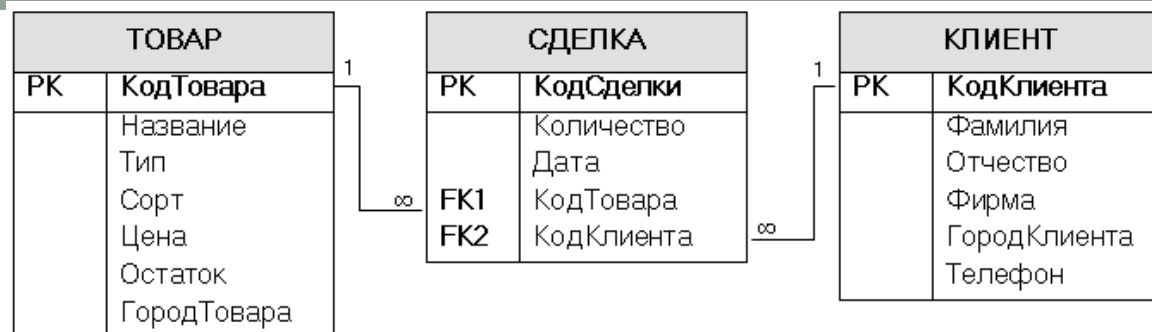 ТОВАР
PK КодТовара
Название
Тип
Сорт
Цена
Остаток
ГородТовара
1
∞
СДЕЛКА
PK КодСделки
Количество
Дата
FK1 КодТовара
FK2 КодКлиента
∞
1
КЛИЕНТ
PK КодКлиента
Фамилия
Отчество
Фирма
ГородКлиента
Телефон